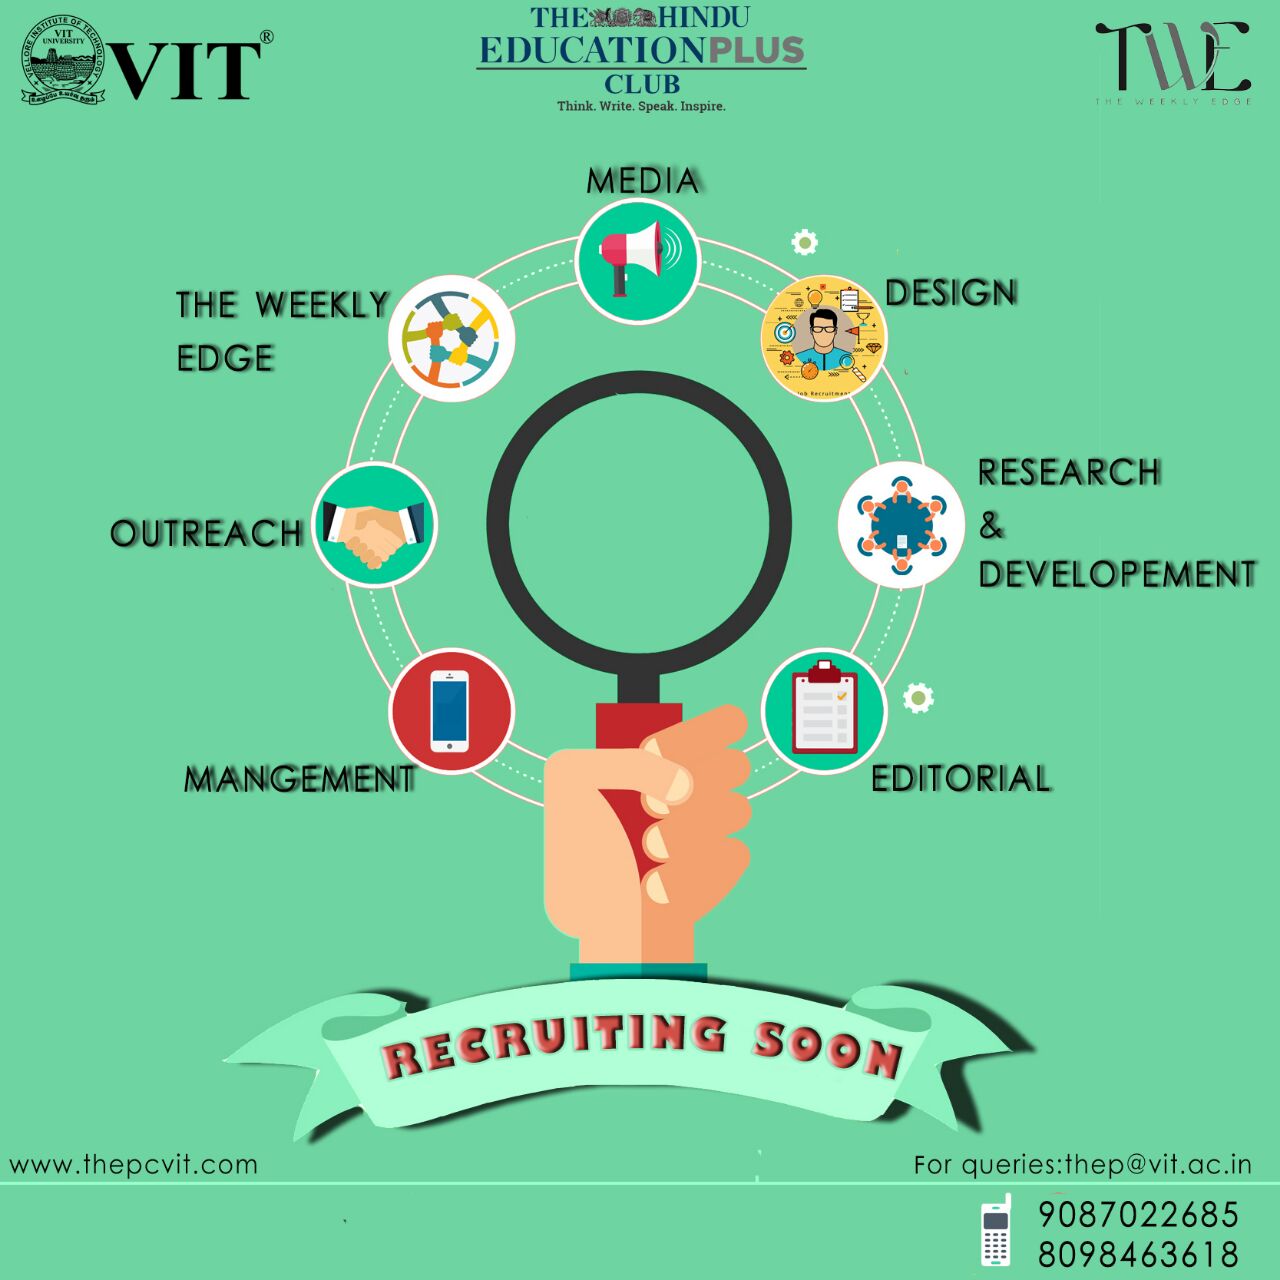 VIT®
VELLORE INSTITUTE OF TECHNOLOGY
VIT
UNIVERSITY
THE HINDU
EDUCATIONPLUS
CLUB
Think. Write. Speak. Inspire.
TWE
THE WEEKLY EDGE
MEDIA
DESIGN
Job Recruitment
THE WEEKLY
EDGE
RESEARCH
&
DEVELOPEMENT
OUTREACH
MANGEMENT
EDITORIAL
RECRUITING SOON
www.thepcvit.com
For queries:thep@vit.ac.in
9087022685
8098463618